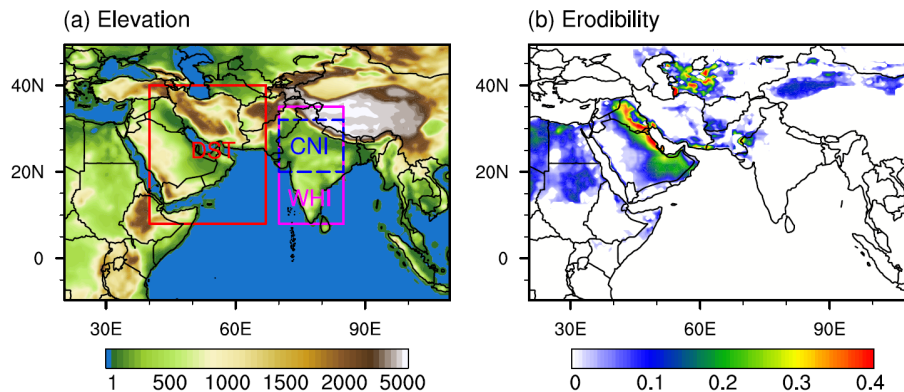 (a) Elevation
(b) Erodibility
40N
20N
0
30E
60E
90E
DST
CNI
WHI
1 500 1000 1500 2000 5000
40N
20N
0
30E
60E
90E
0 0.1 0.2 0.3 0.4